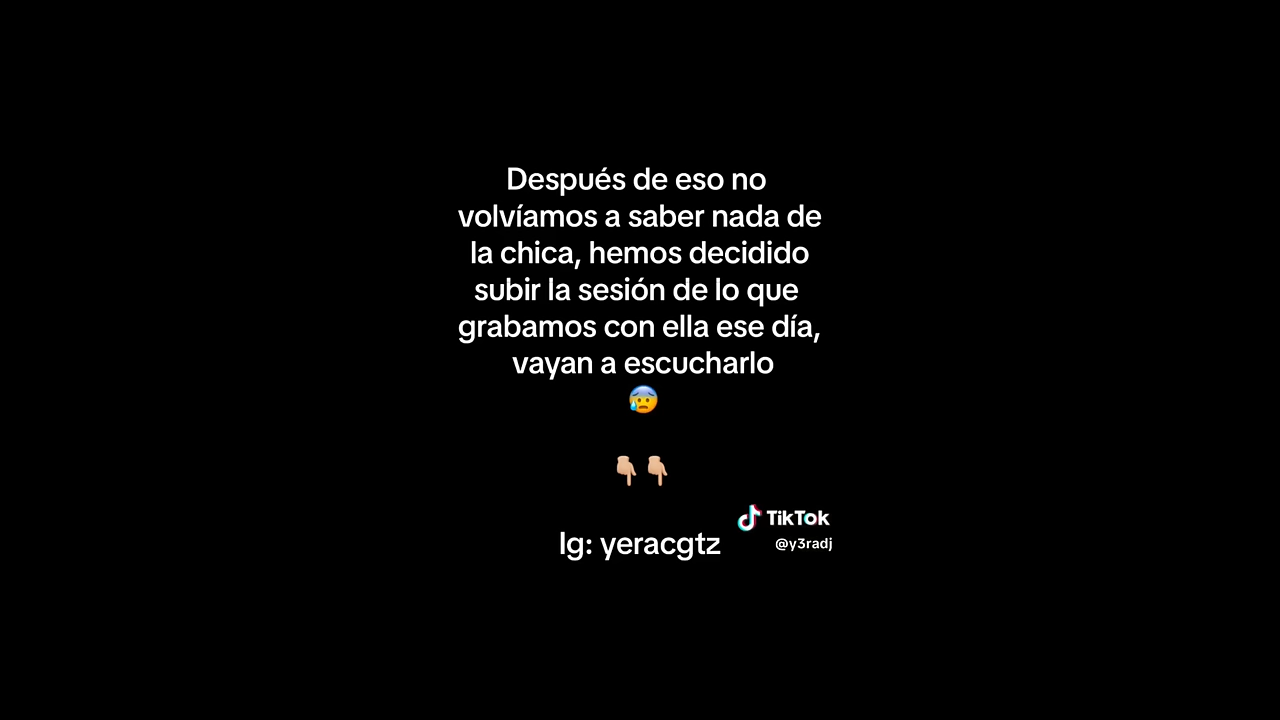 Después de eso no
volvíamos a saber nada de
la chica, hemos decidido
subir la sesión de lo que
grabamos con ella ese día,
vayan a escucharlo
😰
👇🏼👇🏼
TikTok
Ig: yeracgtz
@y3radj